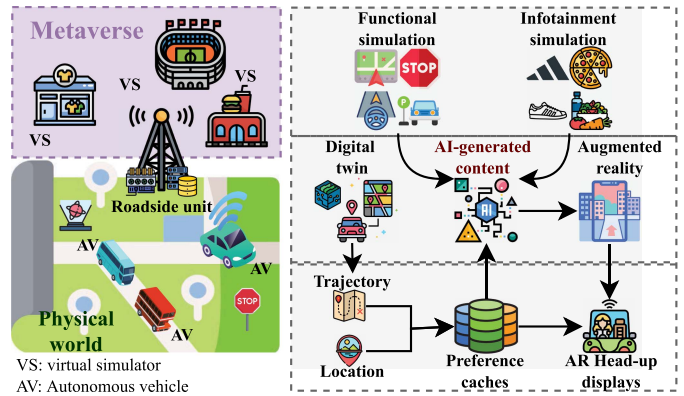 Metaverse
VS
VS
VS
Roadside unit
AV
AV
AV
Physical
world
STOP
VS: virtual simulator
AV: Autonomous vehicle
Functional
simulation
STOP
P
Infotainment
simulation
Digital
twin
AI-generated
content
AI
Augmented
reality
Trajectory
Location
Preference
caches
AR Head-up
displays